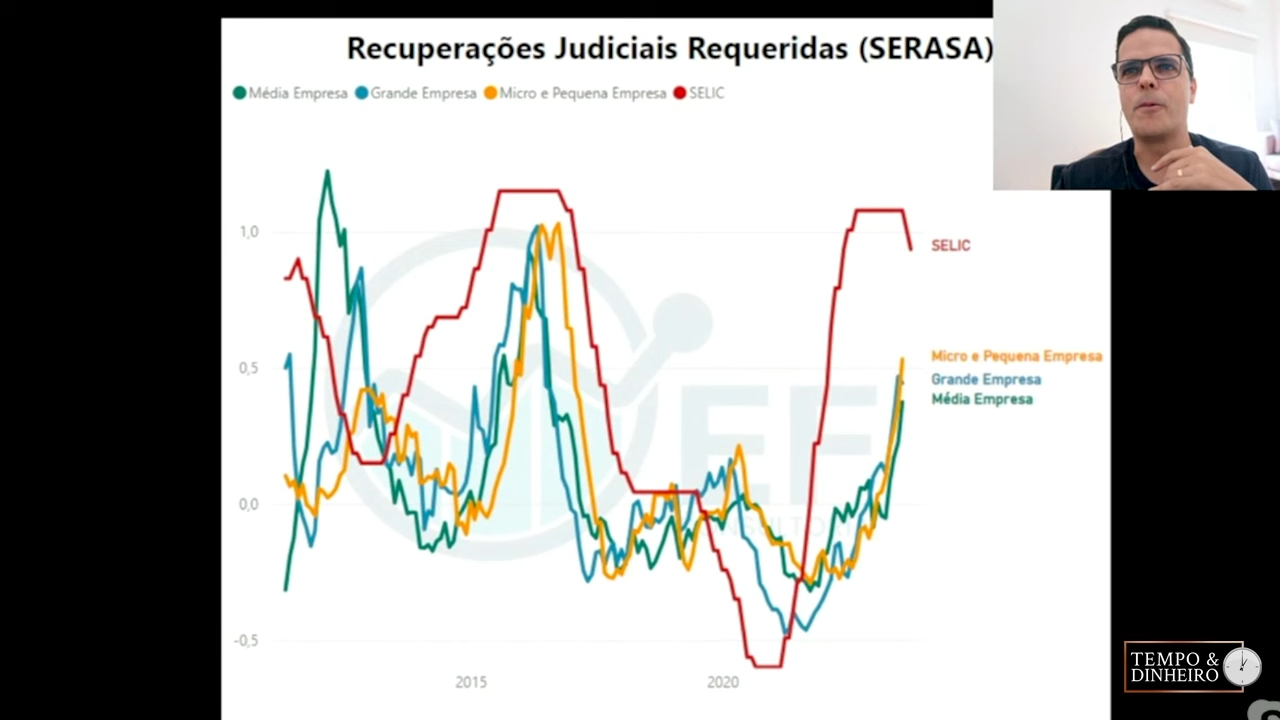 Recuperações Judiciais Requeridas (SERASA)
Média Empresa Grande Empresa Micro e Pequena Empresa SELIC
1,0
0,5
0,0
-0,5
2015
2020
SELIC
Micro e Pequena Empresa
Grande Empresa
Média Empresa
EF
TEMPO &
DINHEIRO